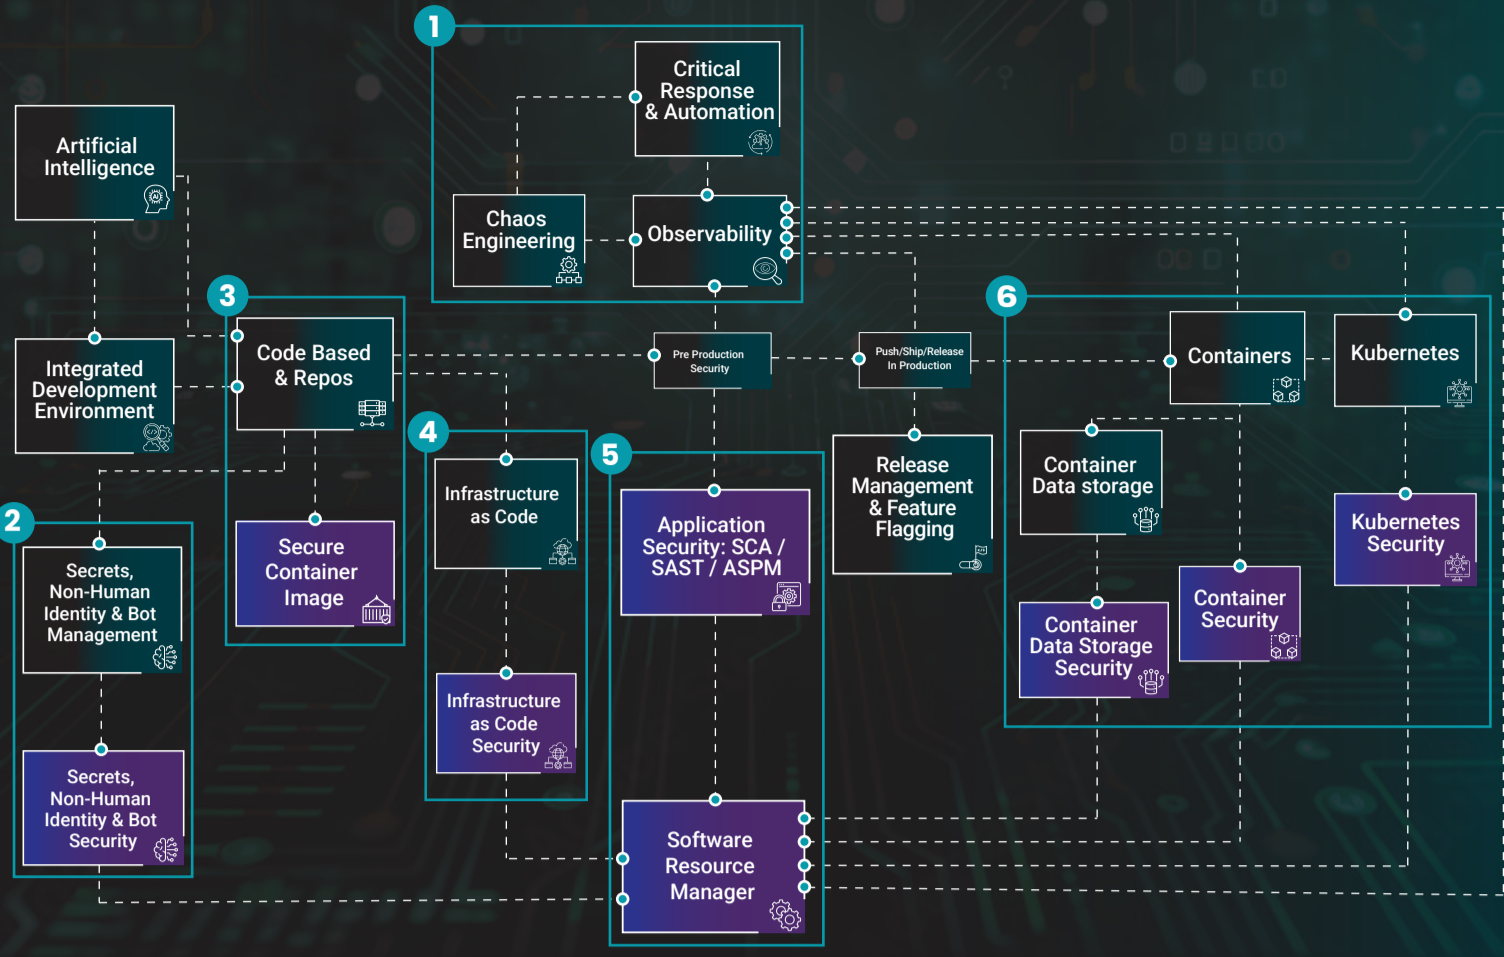 1
Critical
Response
& Automation
Artificial
Intelligence
AI
Chaos
Engineering
Observability
3
6
Code Based
& Repos
Integrated
Development
Environment
Pre Production
Security
Push/Ship/Release
In Production
Containers
Kubernetes
4
5
Infrastructure
as Code
Application
Security: SCA /
SAST / ASPM
Release
Management
& Feature
Flagging
Container
Data storage
Kubernetes
Security
2
Secrets,
Non-Human
Identity & Bot
Management
Secure
Container
Image
Container
Security
Container
Data Storage
Security
Infrastructure
as Code
Security
Secrets,
Non-Human
Identity & Bot
Security
Software
Resource
Manager